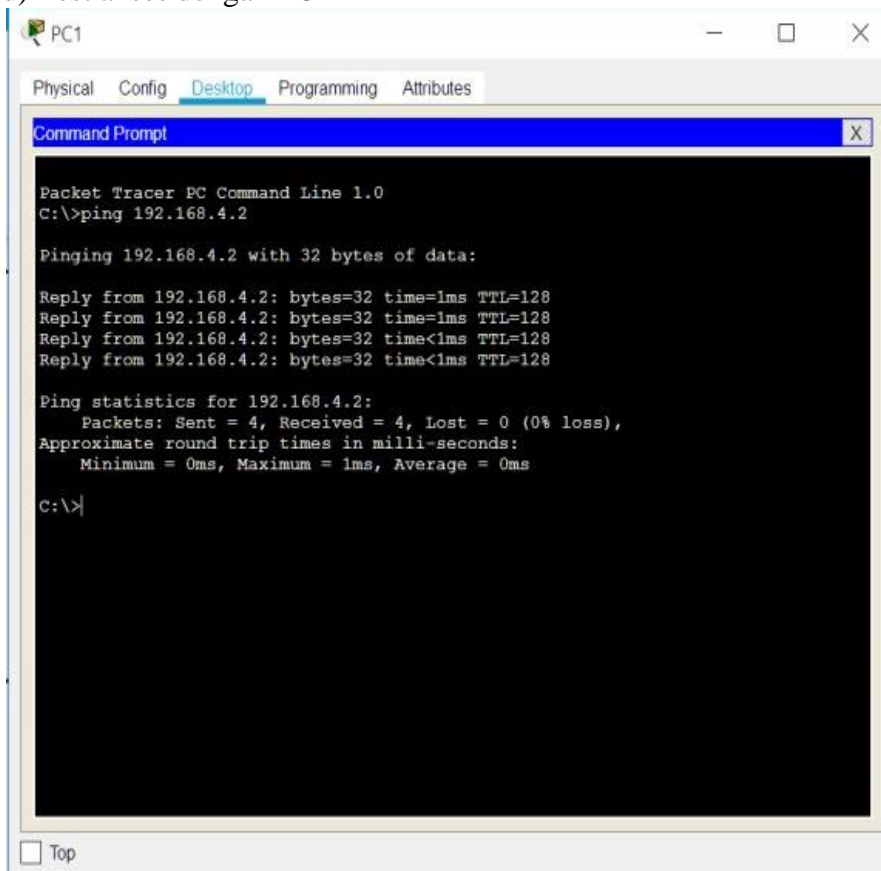 PC1
Physical Config Desktop Programming Attributes
Command Prompt X
Packet Tracer PC Command Line 1.0
C:\>ping 192.168.4.2
Pinging 192.168.4.2 with 32 bytes of data:
Reply from 192.168.4.2: bytes=32 time=1ms TTL=128
Reply from 192.168.4.2: bytes=32 time=1ms TTL=128
Reply from 192.168.4.2: bytes=32 time<1ms TTL=128
Reply from 192.168.4.2: bytes=32 time<1ms TTL=128
Ping statistics for 192.168.4.2:
Packets: Sent = 4, Received = 4, Lost = 0 (0% loss),
Approximate round trip times in milli-seconds:
Minimum = 0ms, Maximum = 1ms, Average = 0ms
C:\>
Top